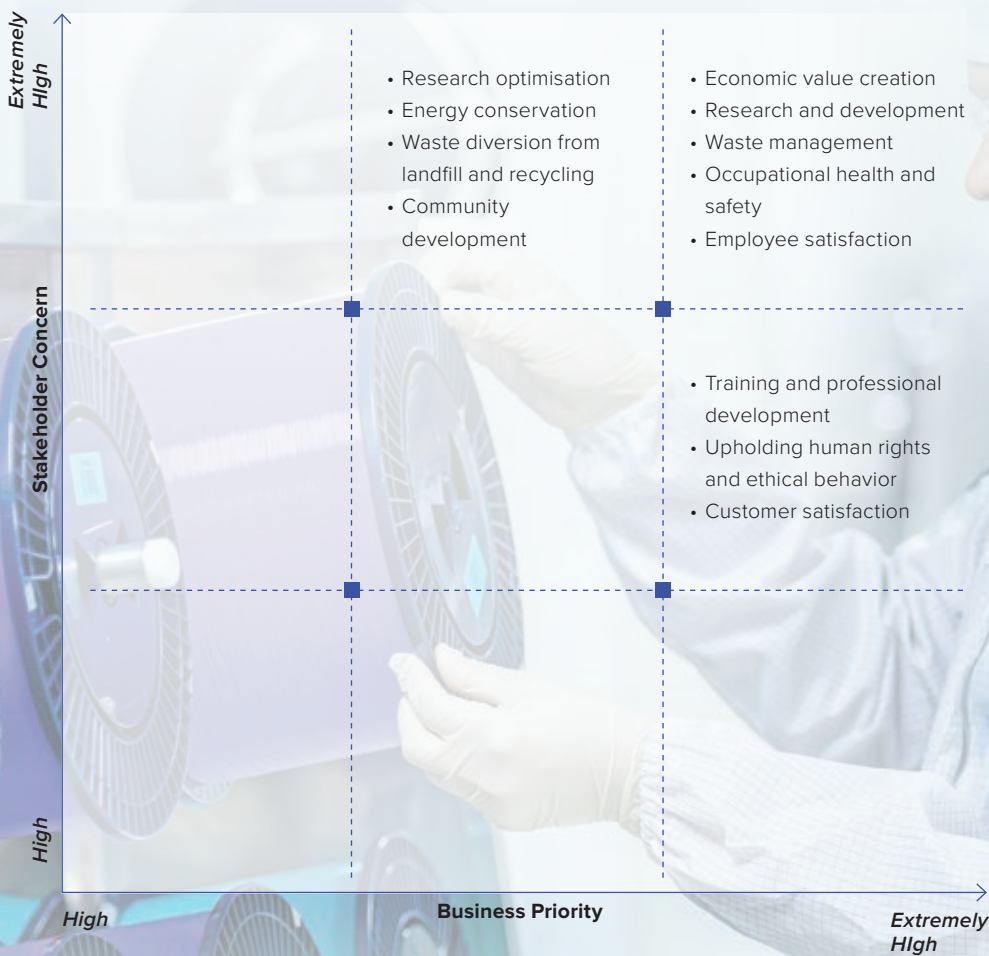 Extremely
HIgh
• Research optimisation
• Energy conservation
• Waste diversion from
landfill and recycling
• Community
development
• Economic value creation
• Research and development
• Waste management
• Occupational health and
safety
• Employee satisfaction
Stakeholder Concern
• Training and professional
development
• Upholding human rights
and ethical behavior
• Customer satisfaction
High
High
Business Priority
Extremely
HIgh